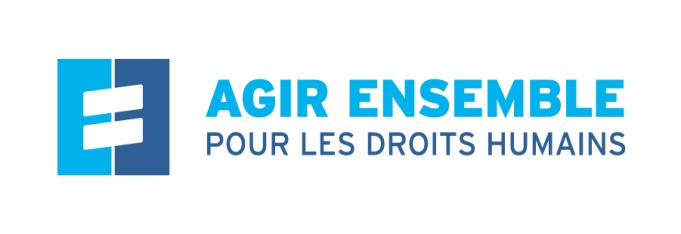 AGIR ENSEMBLE
POUR LES DROITS HUMAINS